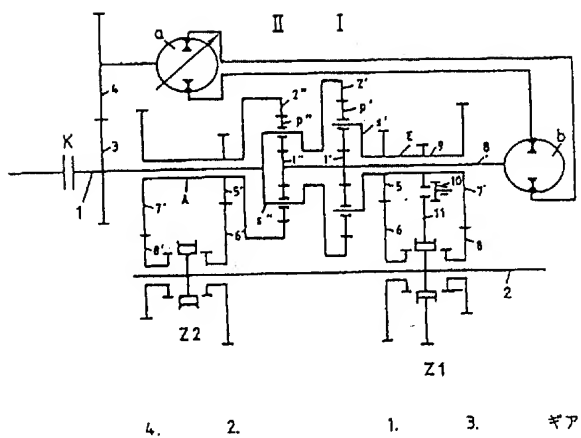 II I
a
4
2"
p"
z'
p'
s'
E
9
K
3
1"
1'
8
b
1
A
s"
5'
5
10
7'
7'
11
6'
6
8'
8
2
Z2
Z1
4. 2. 1. 3. ギア